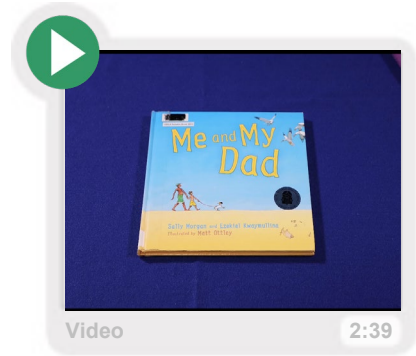 Me and My
Dad
Sally Morgan and Ezekiel Kwaymullina
Illustrated by Matt Ottley
Video
2:39